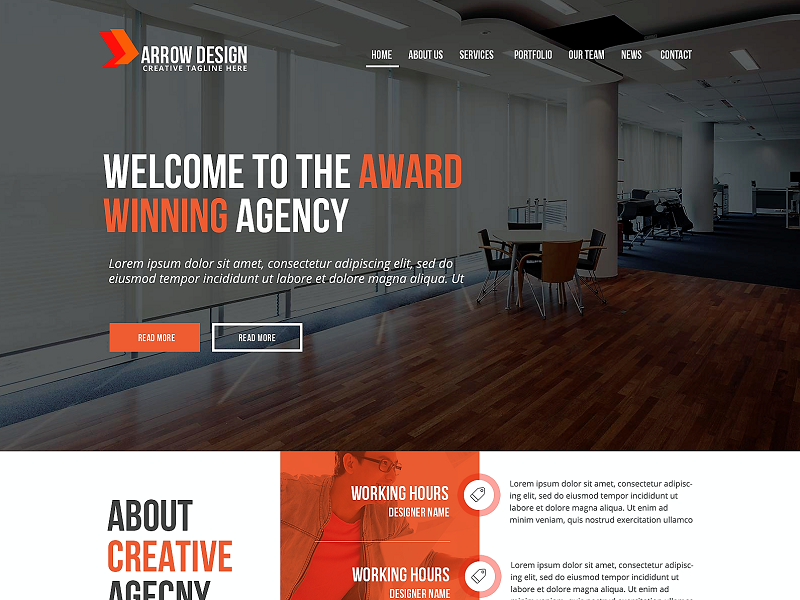 ARROW DESIGN
CREATIVE TAGLINE HERE
HOME ABOUT US SERVICES PORTFOLIO OUR TEAM NEWS CONTACT
WELCOME TO THE AWARD
WINNING AGENCY
Lorem ipsum dolor sit amet, consectetur adipiscing elit, sed do
eiusmod tempor incididunt ut labore et dolore magna aliqua. Ut
READ MORE
READ MORE
ABOUT
CREATIVE
AGECNY
WORKING HOURS
DESIGNER NAME
Lorem ipsum dolor sit amet, consectetur adipisc-
ing elit, sed do eiusmod tempor incididunt ut
labore et dolore magna aliqua. Ut enim ad
minim veniam, quis nostrud exercitation ullamco
WORKING HOURS
DESIGNER NAME
Lorem ipsum dolor sit amet, consectetur adipisc-
ing elit, sed do eiusmod tempor incididunt ut
labore et dolore magna aliqua. Ut enim ad